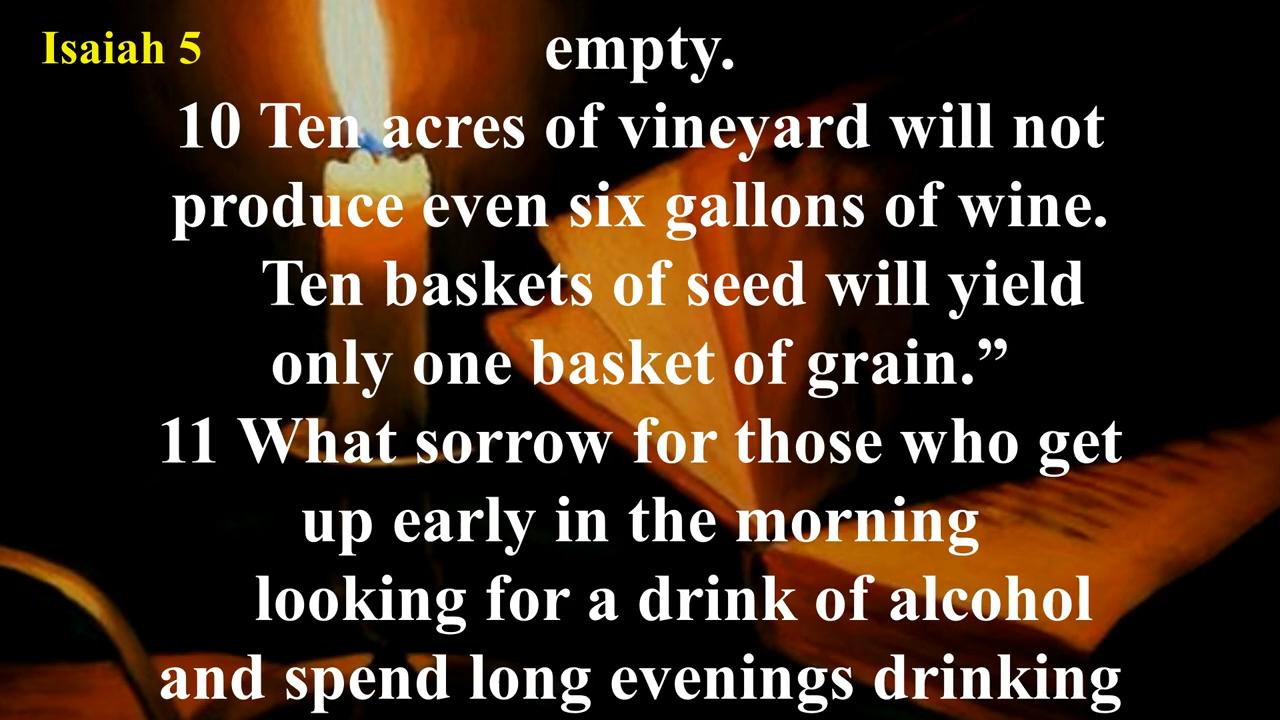 Isaiah 5
empty.
10 Ten acres of vineyard will not
produce even six gallons of wine.
Ten baskets of seed will yield
only one basket of grain.”
11 What sorrow for those who get
up early in the morning
looking for a drink of alcohol
and spend long evenings drinking